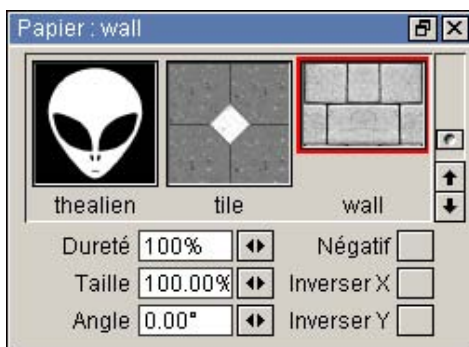 Papier : wall
thealien tile wall
Dureté 100% Négatif
Taille 100.00% Inverser X
Angle 0.00° Inverser Y